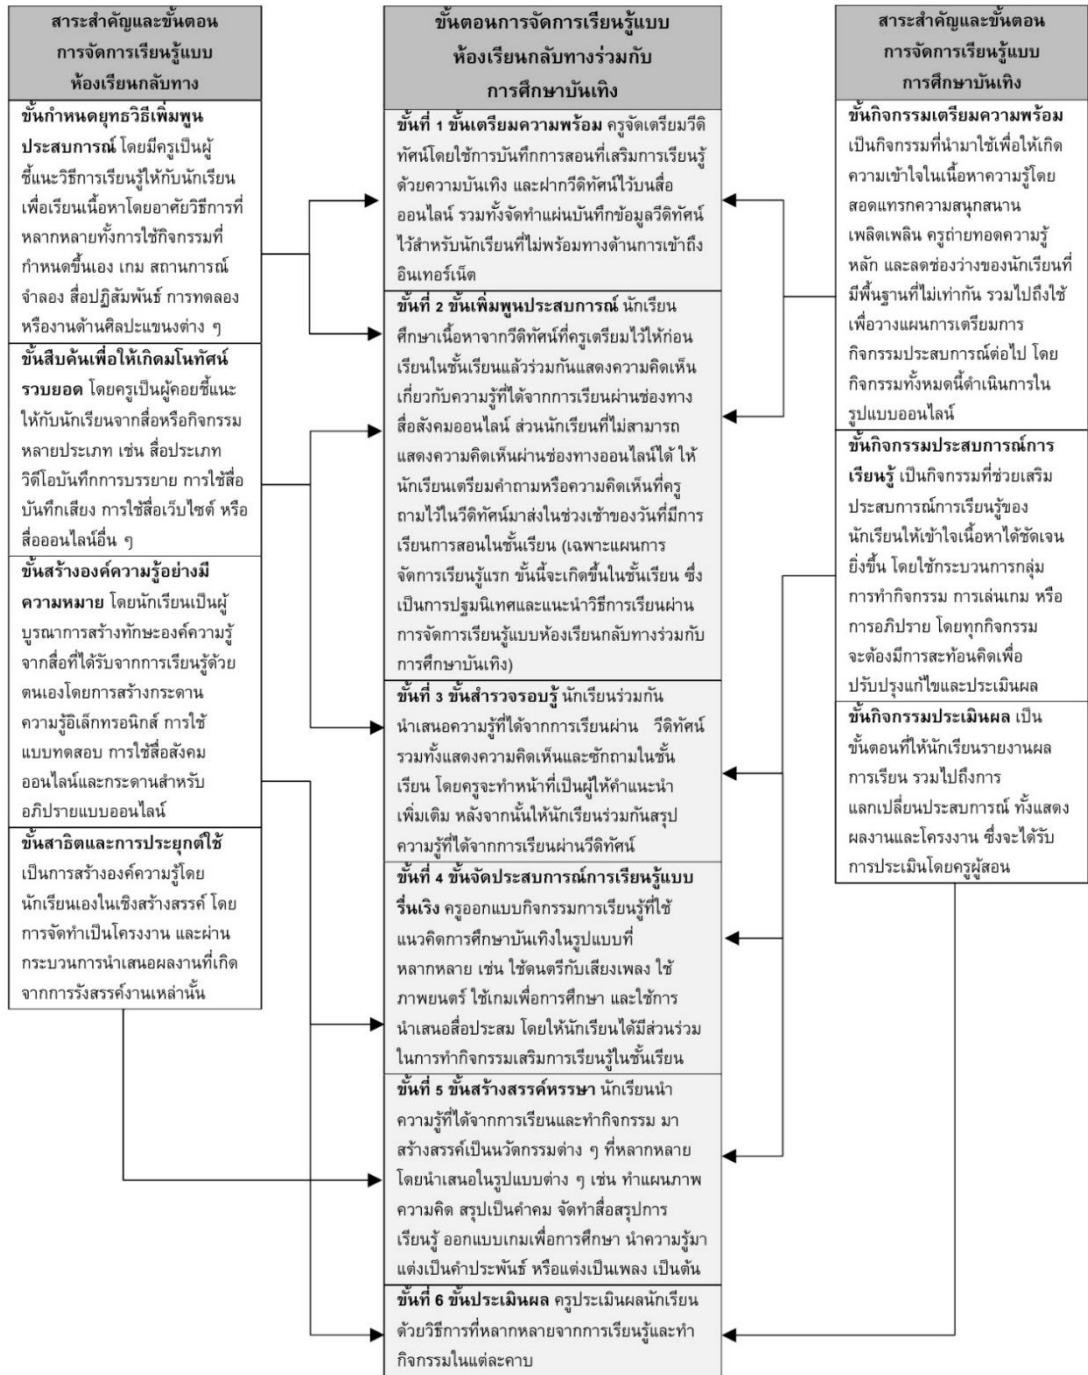 สาระสำคัญและขั้นตอน
การจัดการเรียนรู้แบบ
ห้องเรียนกลับทาง
ขั้นกำหนดยุทธวิธีเพิ่มพูน
ประสบการณ์ โดยมีครูเป็นผู้
ชี้แนะวิธีการเรียนรู้ให้กับนักเรียน
เพื่อเรียนเนื้อหาโดยอาศัยวิธีการที่
หลากหลายทั้งการใช้กิจกรรมที่
กำหนดขึ้นเอง เกม สถานการณ์
จำลอง สื่อปฏิสัมพันธ์ การทดลอง
หรืองานด้านศิลปะแขนงต่าง ๆ
ขั้นสืบค้นเพื่อให้เกิดมโนทัศน์
รวบยอด โดยครูเป็นผู้คอยชี้แนะ
ให้กับนักเรียนจากสื่อหรือกิจกรรม
หลายประเภท เช่น สื่อประเภท
วิดีโอบันทึกการบรรยาย การใช้สื่อ
บันทึกเสียง การใช้สื่อเว็บไซต์ หรือ
สื่อออนไลน์อื่น ๆ
ขั้นสร้างองค์ความรู้อย่างมี
ความหมาย โดยนักเรียนเป็นผู้
บูรณาการสร้างทักษะองค์ความรู้
จากสื่อที่ได้รับจากการเรียนรู้ด้วย
ตนเองโดยการสร้างกระดาน
ความรู้อิเล็กทรอนิกส์ การใช้
แบบทดสอบ การใช้สื่อสังคม
ออนไลน์และกระดานสำหรับ
อภิปรายแบบออนไลน์
ขั้นสาธิตและการประยุกต์ใช้
เป็นการสร้างองค์ความรู้โดย
นักเรียนเองในเชิงสร้างสรรค์ โดย
การจัดทำเป็นโครงงาน และผ่าน
กระบวนการนำเสนอผลงานที่เกิด
จากการรังสรรค์งานเหล่านั้น
ขั้นตอนการจัดการเรียนรู้แบบ
ห้องเรียนกลับทางร่วมกับ
การศึกษาบันเทิง
ขั้นที่ 1 ขั้นเตรียมความพร้อม ครูจัดเตรียมวีดิ
ทัศน์โดยใช้การบันทึกการสอนที่เสริมการเรียนรู้
ด้วยความบันเทิง และฝากวีดิทัศน์ไว้บนสื่อ
ออนไลน์ รวมทั้งจัดทำแผ่นบันทึกข้อมูลวีดิทัศน์
ไว้สำหรับนักเรียนที่ไม่พร้อมทางด้านการเข้าถึง
อินเทอร์เน็ต
ขั้นที่ 2 ขั้นเพิ่มพูนประสบการณ์ นักเรียน
ศึกษาเนื้อหาจากวีดิทัศน์ที่ครูเตรียมไว้ให้ก่อน
เรียนในชั้นเรียนแล้วร่วมกันแสดงความคิดเห็น
เกี่ยวกับความรู้ที่ได้จากการเรียนผ่านช่องทาง
สื่อสังคมออนไลน์ ส่วนนักเรียนที่ไม่สามารถ
แสดงความคิดเห็นผ่านช่องทางออนไลน์ได้ ให้
นักเรียนเตรียมคำถามหรือความคิดเห็นที่ครู
ถามไว้ในวีดิทัศน์มาส่งในช่วงเช้าของวันที่มีการ
เรียนการสอนในชั้นเรียน (เฉพาะแผนการ
จัดการเรียนรู้แรก ขั้นนี้จะเกิดขึ้นในชั้นเรียน ซึ่ง
เป็นการปฐมนิเทศและแนะนำวิธีการเรียนผ่าน
การจัดการเรียนรู้แบบห้องเรียนกลับทางร่วมกับ
การศึกษาบันเทิง)
ขั้นที่ 3 ขั้นสำรวจรอบรู้ นักเรียนร่วมกัน
นำเสนอความรู้ที่ได้จากการเรียนผ่าน วีดิทัศน์
รวมทั้งแสดงความคิดเห็นและซักถามในชั้น
เรียน โดยครูจะทำหน้าที่เป็นผู้ให้คำแนะนำ
เพิ่มเติม หลังจากนั้นให้นักเรียนร่วมกันสรุป
ความรู้ที่ได้จากการเรียนผ่านวีดิทัศน์
ขั้นที่ 4 ขั้นจัดประสบการณ์การเรียนรู้แบบ
รื่นเริง ครูออกแบบกิจกรรมการเรียนรู้ที่ใช้
แนวคิดการศึกษาบันเทิงในรูปแบบที่
หลากหลาย เช่น ใช้ดนตรีกับเสียงเพลง ใช้
ภาพยนตร์ ใช้เกมเพื่อการศึกษา และใช้การ
นำเสนอสื่อประสม โดยให้นักเรียนได้มีส่วนร่วม
ในการทำกิจกรรมเสริมการเรียนรู้ในชั้นเรียน
ขั้นที่ 5 ขั้นสร้างสรรค์หรรษา นักเรียนนำ
ความรู้ที่ได้จากการเรียนและทำกิจกรรม มา
สร้างสรรค์เป็นนวัตกรรมต่าง ๆ ที่หลากหลาย
โดยนำเสนอในรูปแบบต่าง ๆ เช่น ทำแผนภาพ
ความคิด สรุปเป็นคำคม จัดทำสื่อสรุปการ
เรียนรู้ ออกแบบเกมเพื่อการศึกษา นำความรู้มา
แต่งเป็นคำประพันธ์ หรือแต่งเป็นเพลง เป็นต้น
ขั้นที่ 6 ขั้นประเมินผล ครูประเมินผลนักเรียน
ด้วยวิธีการที่หลากหลายจากการเรียนรู้และทำ
กิจกรรมในแต่ละคาบ
สาระสำคัญและขั้นตอน
การจัดการเรียนรู้แบบ
การศึกษาบันเทิง
ขั้นกิจกรรมเตรียมความพร้อม
เป็นกิจกรรมที่นำมาใช้เพื่อให้เกิด
ความเข้าใจในเนื้อหาความรู้โดย
สอดแทรกความสนุกสนาน
เพลิดเพลิน ครูถ่ายทอดความรู้
หลัก และลดช่องว่างของนักเรียนที่
มีพื้นฐานที่ไม่เท่ากัน รวมไปถึงใช้
เพื่อวางแผนการเตรียมการ
กิจกรรมประสบการณ์ต่อไป โดย
กิจกรรมทั้งหมดนี้ดำเนินการใน
รูปแบบออนไลน์
ขั้นกิจกรรมประสบการณ์การ
เรียนรู้ เป็นกิจกรรมที่ช่วยเสริม
ประสบการณ์การเรียนรู้ของ
นักเรียนให้เข้าใจเนื้อหาได้ชัดเจน
ยิ่งขึ้น โดยใช้กระบวนการกลุ่ม
การทำกิจกรรม การเล่นเกม หรือ
การอภิปราย โดยทุกกิจกรรม
จะต้องมีการสะท้อนคิดเพื่อ
ปรับปรุงแก้ไขและประเมินผล
ขั้นกิจกรรมประเมินผล เป็น
ขั้นตอนที่ให้นักเรียนรายงานผล
การเรียน รวมไปถึงการ
แลกเปลี่ยนประสบการณ์ ทั้งแสดง
ผลงานและโครงงาน ซึ่งจะได้รับ
การประเมินโดยครูผู้สอน